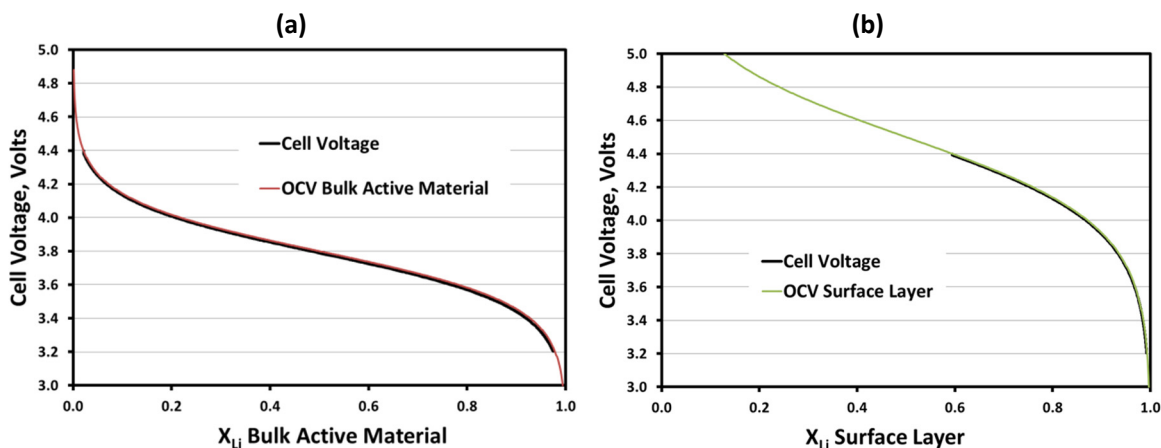 (a)
5.0
4.8
4.6
4.4
4.2
4.0
3.8
3.6
3.4
3.2
3.0
Cell Voltage, Volts
Cell Voltage
OCV Bulk Active Material
0.0 0.2 0.4 0.6 0.8 1.0
XLi Bulk Active Material
(b)
5.0
4.8
4.6
4.4
4.2
4.0
3.8
3.6
3.4
3.2
3.0
Cell Voltage, Volts
Cell Voltage
OCV Surface Layer
0.0 0.2 0.4 0.6 0.8 1.0
XLi Surface Layer